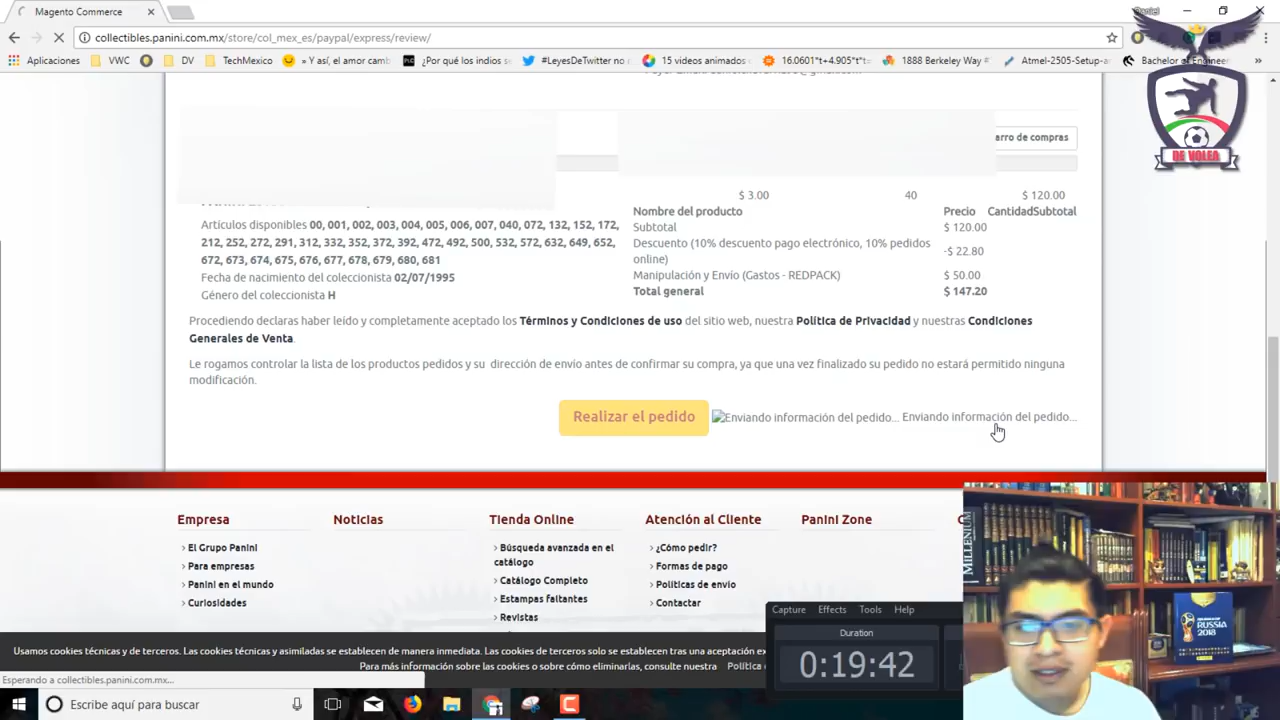 Magento Commerce
Daniel
collectibles.panini.com.mx/store/col_mex_es/paypal/express/review/
Aplicaciones VWC DV TechMexico » Y así, el amor camb ¿Por qué los indios s #LeyesDeTwitter no 15 videos animados 16.0601*t+4.905*t^ 1888 Berkeley Way # Atmel-2505-Setup-a Bachelor of Engineer »
DE VOLEA
arro de compras
$ 3.00 40 $ 120.00
Artículos disponibles 00, 001, 002, 003, 004, 005, 006, 007, 040, 072, 132, 152, 172,
212, 252, 272, 291, 312, 332, 352, 372, 392, 472, 492, 500, 532, 572, 632, 649, 652,
672, 673, 674, 675, 676, 677, 678, 679, 680, 681
Fecha de nacimiento del coleccionista 02/07/1995
Género del coleccionista H
Nombre del producto Precio CantidadSubtotal
Subtotal $ 120.00
Descuento (10% descuento pago electrónico, 10% pedidos
online) -$ 22.80
Manipulación y Envío (Gastos - REDPACK) $ 50.00
Total general $ 147.20
Procediendo declaras haber leído y completamente aceptado los Términos y Condiciones de uso del sitio web, nuestra Política de Privacidad y nuestras Condiciones
Generales de Venta.
Le rogamos controlar la lista de los productos pedidos y su dirección de envío antes de confirmar su compra, ya que una vez finalizado su pedido no estará permitido ninguna
modificación.
Realizar el pedido Enviando información del pedido... Enviando información del pedido...
Empresa
> El Grupo Panini
> Para empresas
> Panini en el mundo
> Curiosidades
Noticias
Tienda Online
> Búsqueda avanzada en el
catálogo
> Catálogo Completo
> Estampas faltantes
> Revistas
Atención al Cliente
> ¿Cómo pedir?
> Formas de pago
> Políticas de envio
> Contactar
Panini Zone
Capture Effects Tools Help
Duration
0:19:42
MILLENIUM
RUSSIA
2018
Usamos cookies técnicas y de terceros. Las cookies técnicas y asimiladas se establecen de manera inmediata. Las cookies de terceros solo se establecen tras una aceptación ex
Para más información sobre las cookies o sobre cómo eliminarlas, consulte nuestra Política
Esperando a collectibles.panini.com.mx...
Escribe aquí para buscar